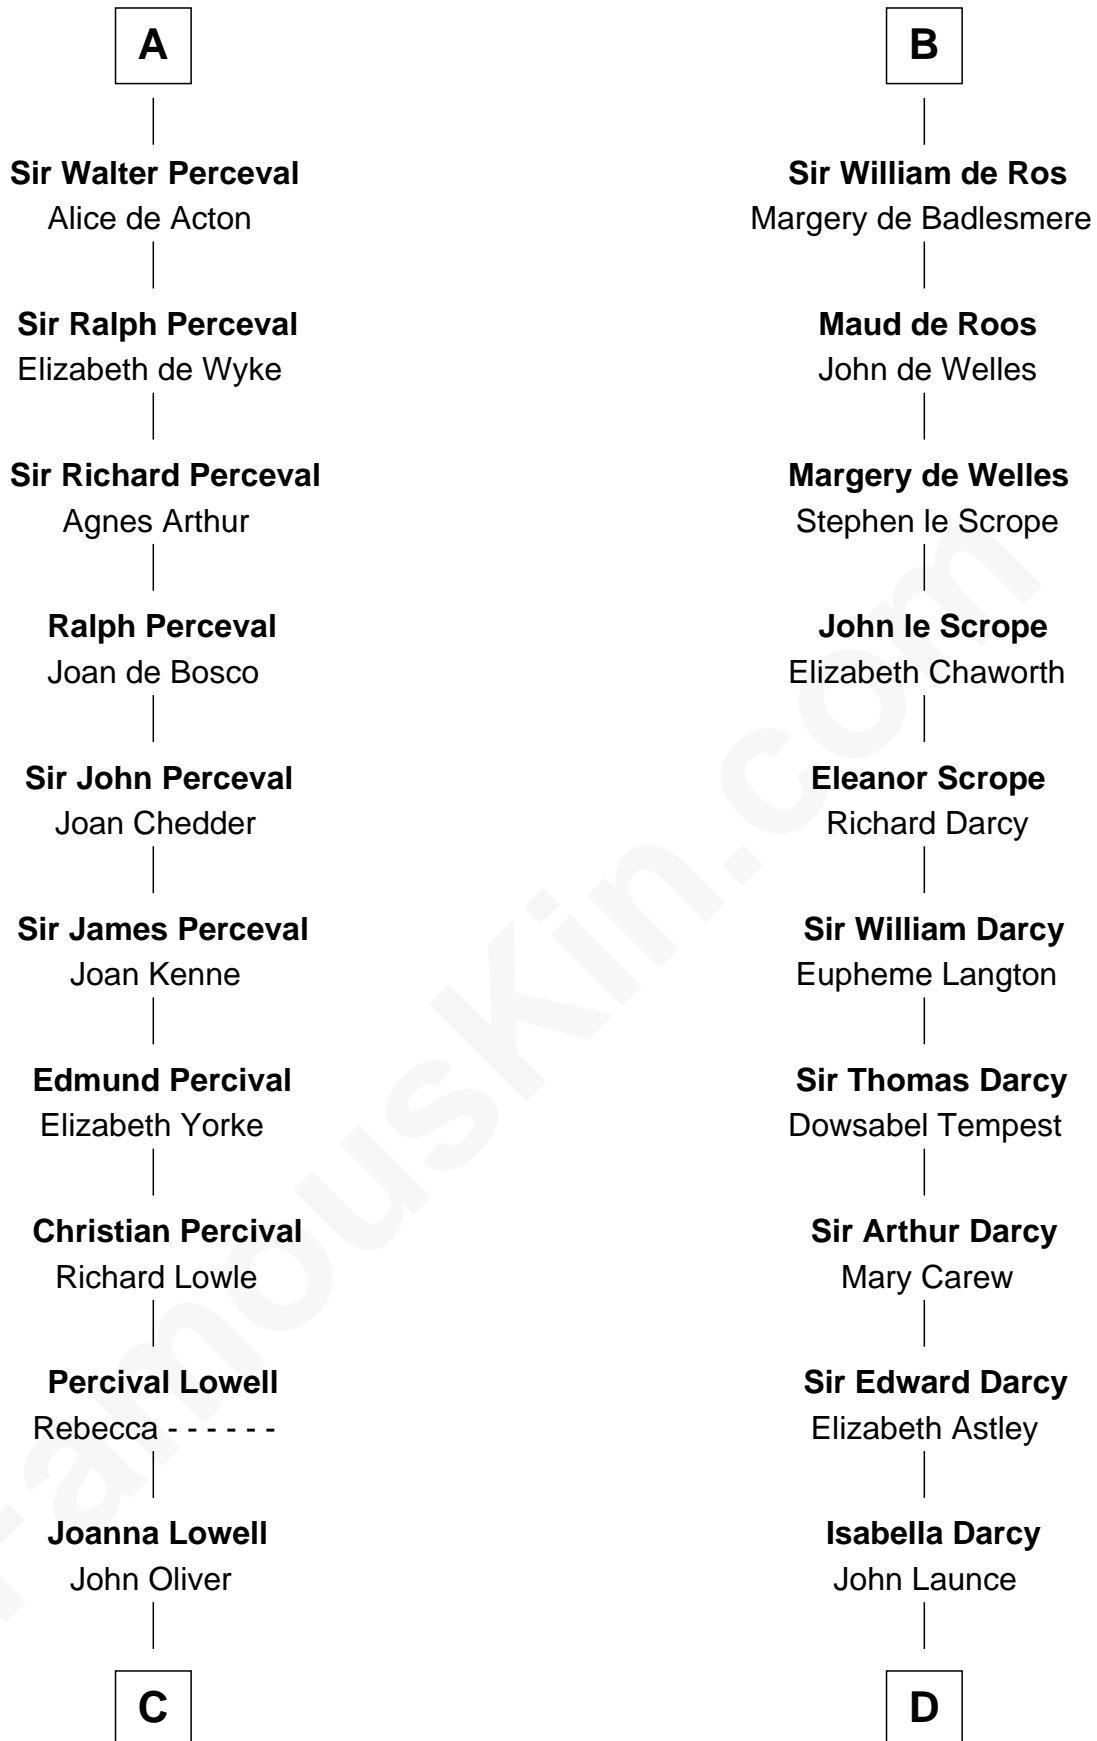 A
Sir Walter Perceval
Alice de Acton
Sir Ralph Perceval
Elizabeth de Wyke
Sir Richard Perceval
Agnes Arthur
Ralph Perceval
Joan de Bosco
Sir John Perceval
Joan Chedder
Sir James Perceval
Joan Kenne
Edmund Percival
Elizabeth Yorke
Christian Percival
Richard Lowle
Percival Lowell
Rebecca - - - - - -
Joanna Lowell
John Oliver
C
B
Sir William de Ros
Margery de Badlesmere
Maud de Roos
John de Welles
Margery de Welles
Stephen le Scrope
John le Scrope
Elizabeth Chaworth
Eleanor Scrope
Richard Darcy
Sir William Darcy
Eupheme Langton
Sir Thomas Darcy
Dowsabel Tempest
Sir Arthur Darcy
Mary Carew
Sir Edward Darcy
Elizabeth Astley
Isabella Darcy
John Launce
D
FamousKin.com